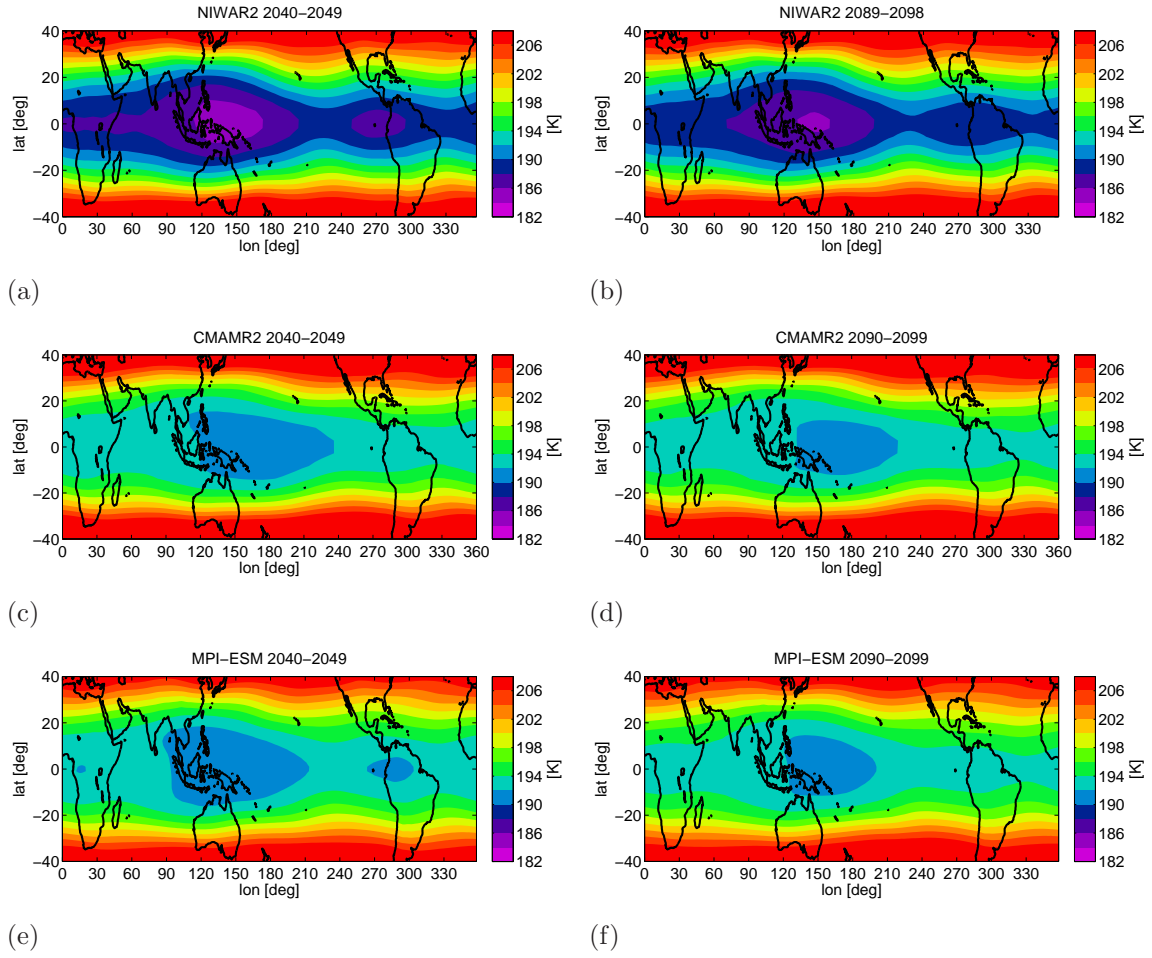 NIWAR2 2040−2049
40
20
0
−20
−40
lat [deg]
0 30 60 90 120 150 180 210 240 270 300 330
lon [deg]
206
202
198
194
190
186
182
[K]
(a)
NIWAR2 2089−2098
40
20
0
−20
−40
lat [deg]
0 30 60 90 120 150 180 210 240 270 300 330
lon [deg]
206
202
198
194
190
186
182
[K]
(b)
CMAMR2 2040−2049
40
20
0
−20
−40
lat [deg]
0 30 60 90 120 150 180 210 240 270 300 330 360
lon [deg]
206
202
198
194
190
186
182
[K]
(c)
CMAMR2 2090−2099
40
20
0
−20
−40
lat [deg]
0 30 60 90 120 150 180 210 240 270 300 330 360
lon [deg]
206
202
198
194
190
186
182
[K]
(d)
MPI−ESM 2040−2049
40
20
0
−20
−40
lat [deg]
0 30 60 90 120 150 180 210 240 270 300 330
lon [deg]
206
202
198
194
190
186
182
[K]
(e)
MPI−ESM 2090−2099
40
20
0
−20
−40
lat [deg]
0 30 60 90 120 150 180 210 240 270 300 330
lon [deg]
206
202
198
194
190
186
182
[K]
(f)